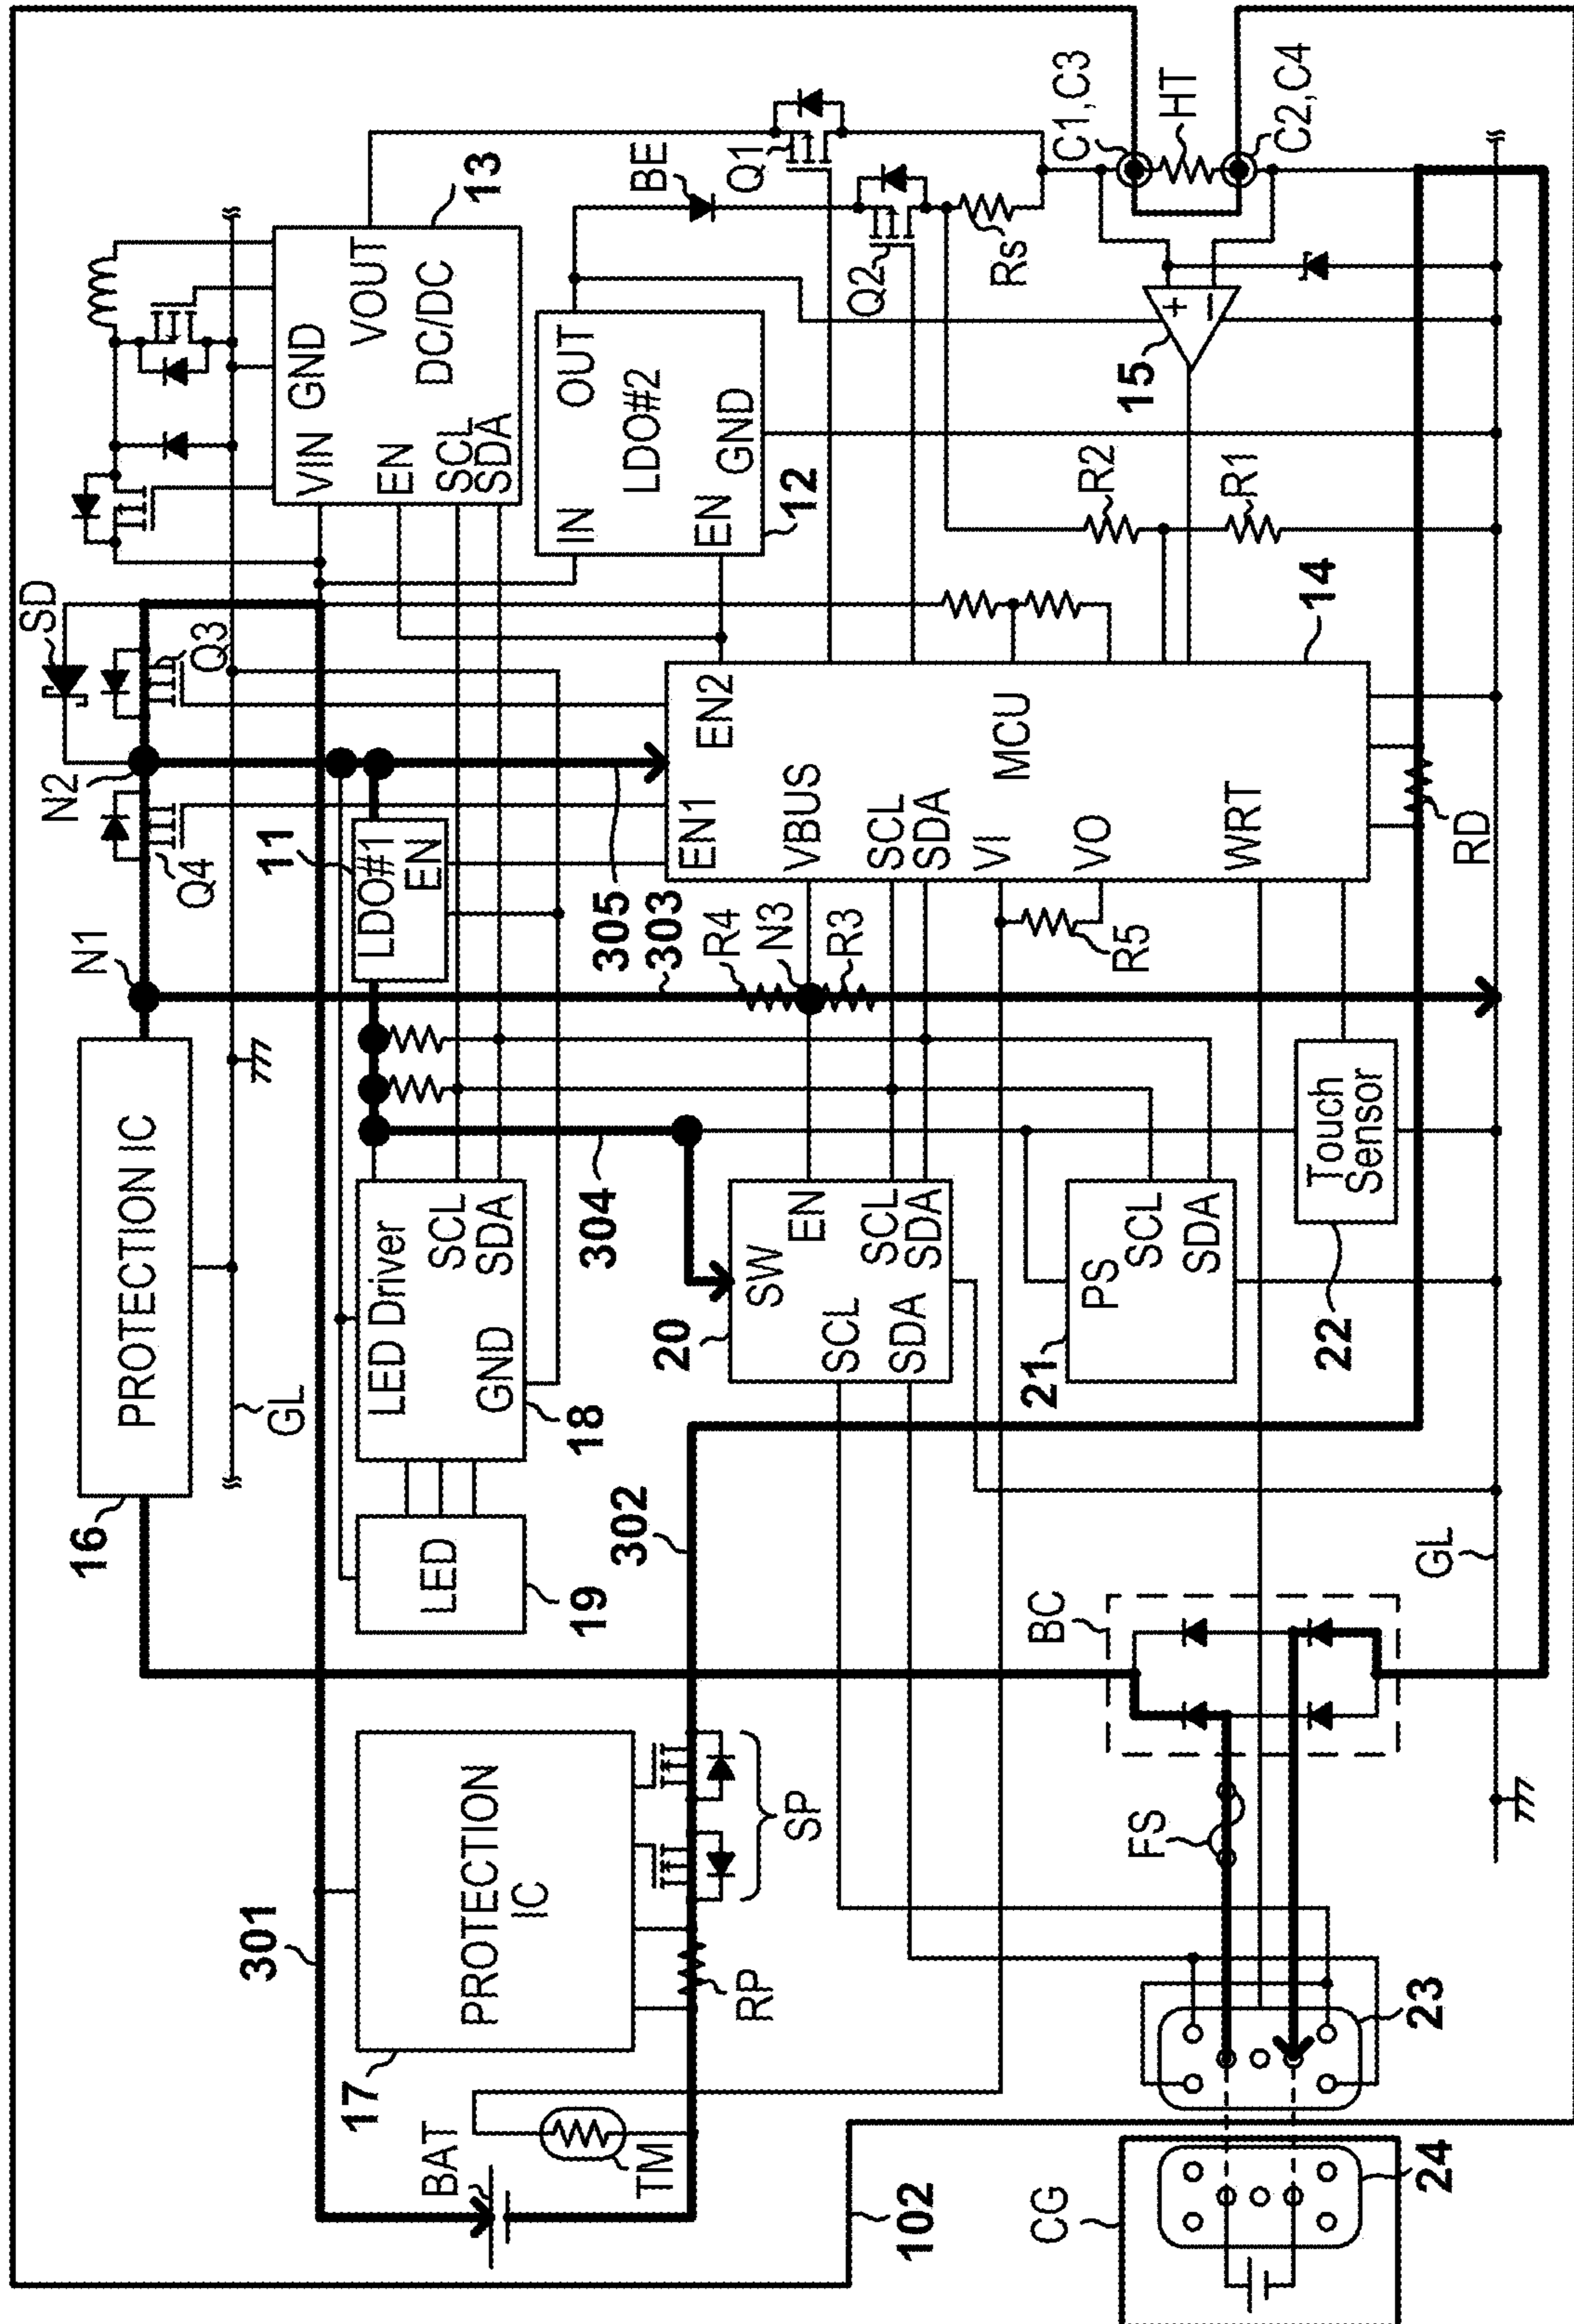 SD
N2
N1
Q4
Q3
GL
16
PROTECTION IC
301
17
PROTECTION
IC
BAT
TM
RP
SP
302
19
LED
18
LED Driver
SCL
SDA
GND
304
11
LDO#1
EN
305
303
R4
N3
R3
13
VIN
GND
VOUT
DC/DC
EN
SCL
SDA
12
IN
OUT
LDO#2
EN
GND
BE
Q1
Q2
Rs
C1,C3
HT
C2,C4
15
+
−
R2
R1
14
EN1
EN2
VBUS
SCL
SDA
MCU
VI
VO
WRT
R5
RD
20
SW
EN
SCL
SDA
SCL
SDA
21
PS
SCL
SDA
22
Touch
Sensor
GL
BC
FS
23
24
CG
102